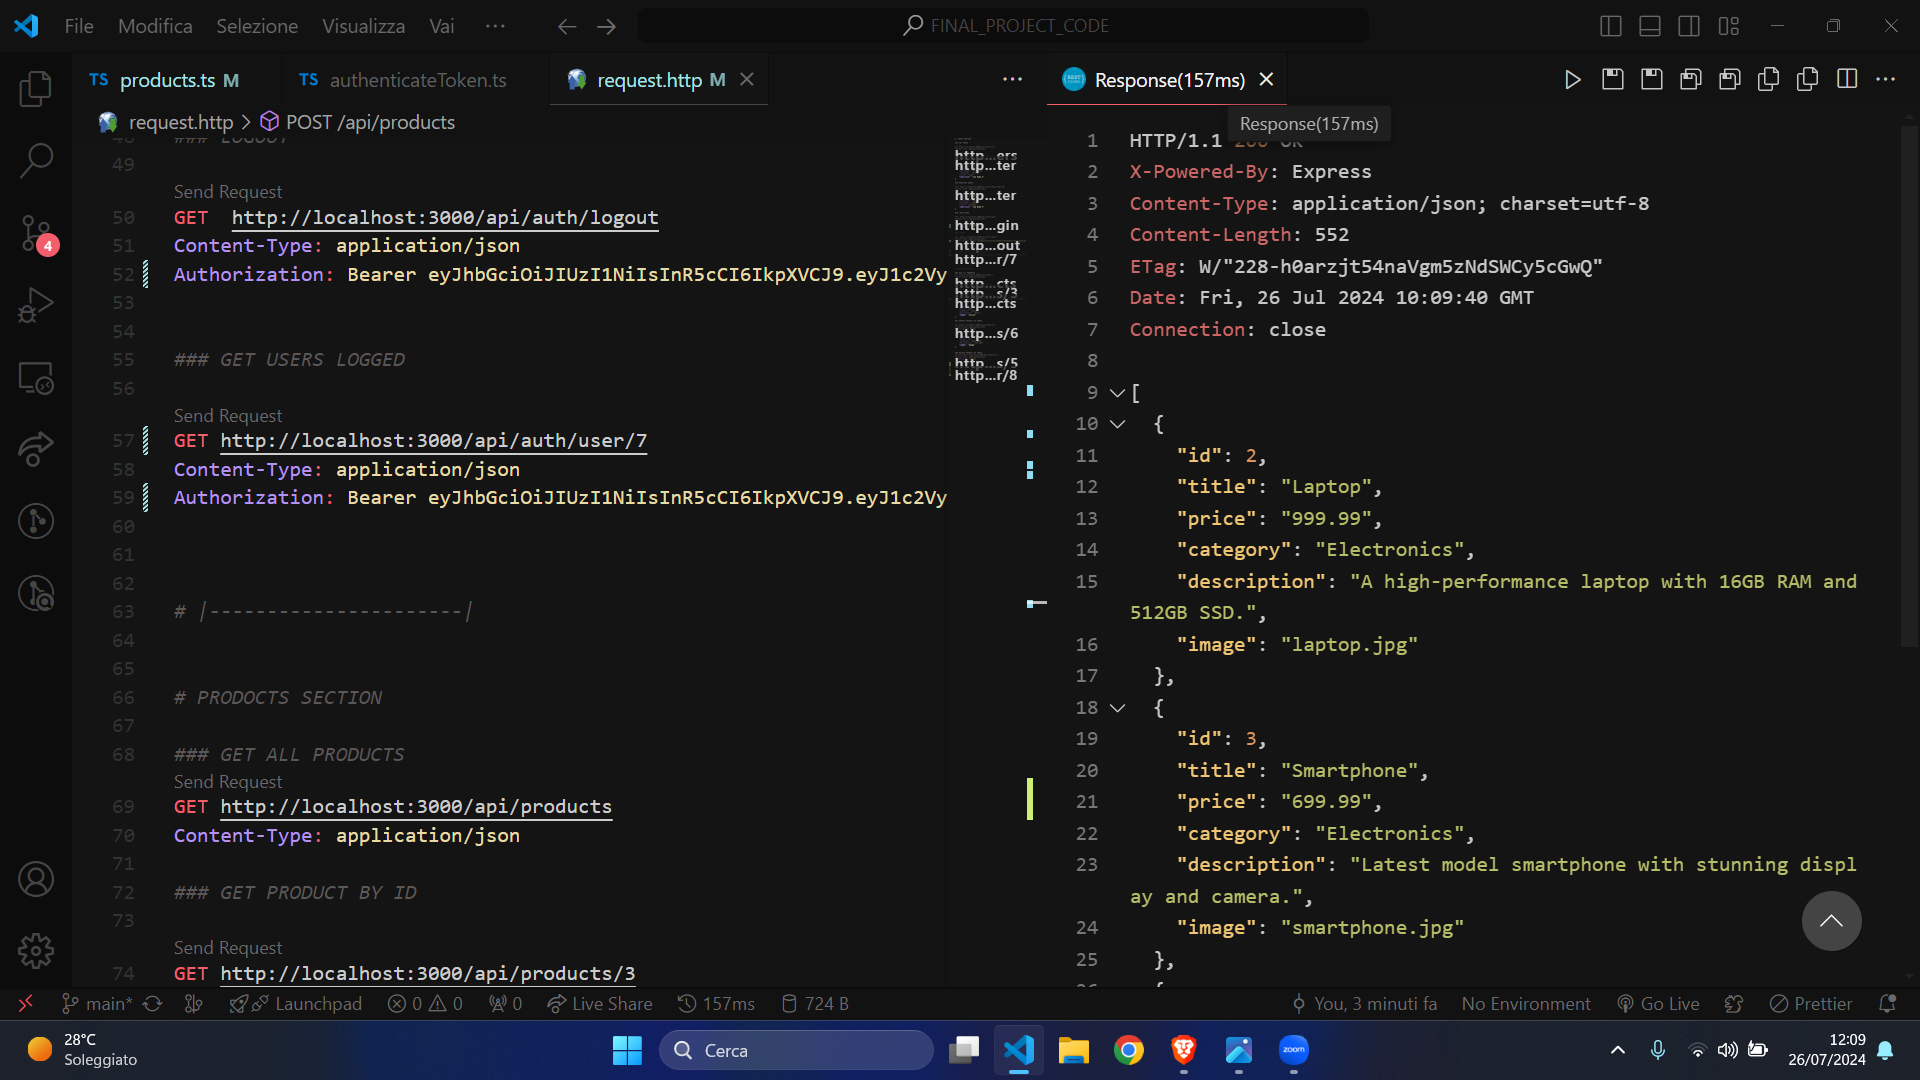 File Modifica Selezione Visualizza Vai ··· FINAL_PROJECT_CODE
TS products.ts M TS authenticateToken.ts request.http M
Response(157ms)
request.http > POST /api/products
Response(157ms)
48 ### LOGOUT
49
Send Request
50 GET http://localhost:3000/api/auth/logout
51 Content-Type: application/json
52 Authorization: Bearer eyJhbGciOiJIUzI1NiIsInR5cCI6IkpXVCJ9.eyJ1c2Vy
53
54
55 ### GET USERS LOGGED
56
Send Request
57 GET http://localhost:3000/api/auth/user/7
58 Content-Type: application/json
59 Authorization: Bearer eyJhbGciOiJIUzI1NiIsInR5cCI6IkpXVCJ9.eyJ1c2Vy
60
61
62
63 # |----------------------|
64
65
66 # PRODOCTS SECTION
67
68 ### GET ALL PRODUCTS
Send Request
69 GET http://localhost:3000/api/products
70 Content-Type: application/json
71
72 ### GET PRODUCT BY ID
73
Send Request
74 GET http://localhost:3000/api/products/3
http...ers
http...ter
http...ter
http...gin
http...out
http...r/7
http...cts
http...s/3
http...cts
http...s/6
http...s/5
http...r/8
1 HTTP/1.1 200 OK
2 X-Powered-By: Express
3 Content-Type: application/json; charset=utf-8
4 Content-Length: 552
5 ETag: W/"228-h0arzjt54naVgm5zNdSWCy5cGwQ"
6 Date: Fri, 26 Jul 2024 10:09:40 GMT
7 Connection: close
8
9 [
10 {
11 "id": 2,
12 "title": "Laptop",
13 "price": "999.99",
14 "category": "Electronics",
15 "description": "A high-performance laptop with 16GB RAM and
512GB SSD.",
16 "image": "laptop.jpg"
17 },
18 {
19 "id": 3,
20 "title": "Smartphone",
21 "price": "699.99",
22 "category": "Electronics",
23 "description": "Latest model smartphone with stunning displ
ay and camera.",
24 "image": "smartphone.jpg"
25 },
26 {
4
main* Launchpad 0 0 0 Live Share 157ms 724 B You, 3 minuti fa No Environment Go Live Prettier
28°C
Soleggiato
Cerca
zoom
12:09
26/07/2024